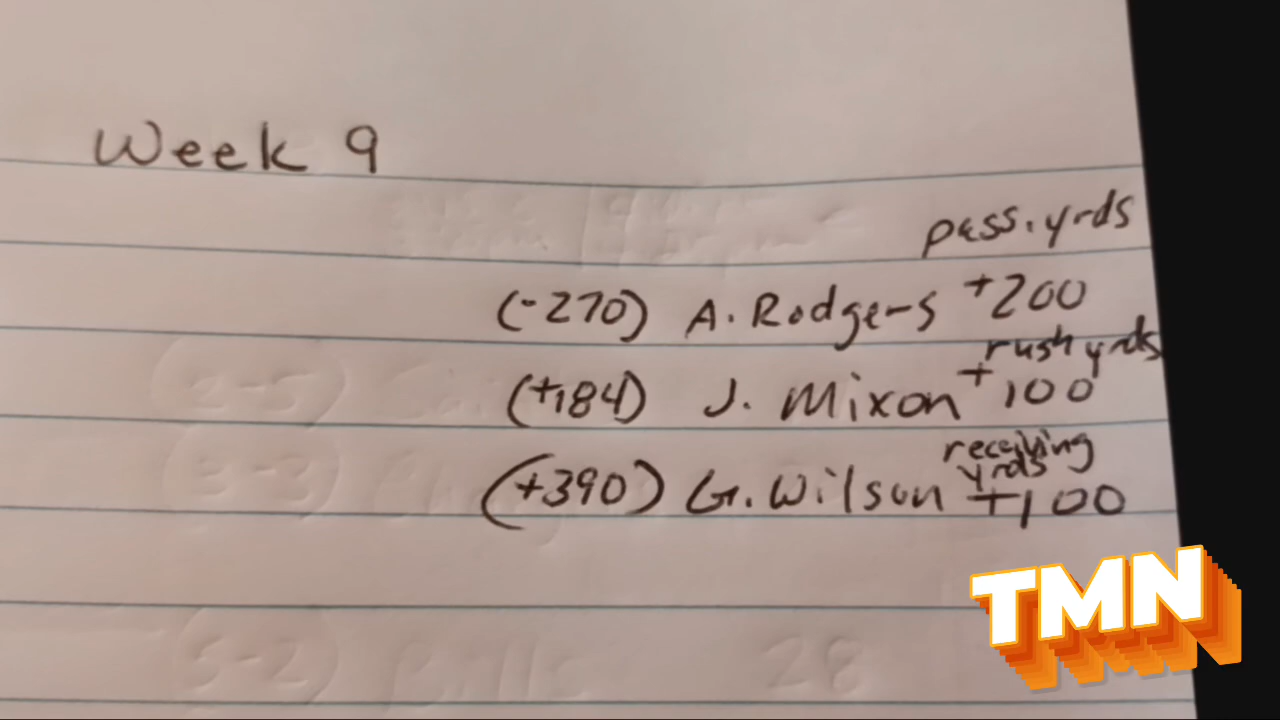 Week 9
pass. yrds
(-270) A. Rodgers +200
rush yrds
(+184) J. Mixon +100
receiving
yrds
(+390) G. Wilson +100
TMN